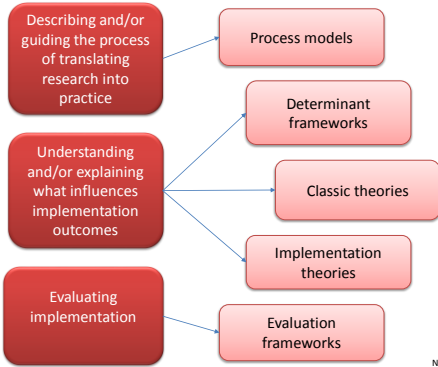 Describing and/or
guiding the process
of translating
research into
practice
Process models
Determinant
frameworks
Understanding
and/or explaining
what influences
implementation
outcomes
Classic theories
Implementation
theories
Evaluating
implementation
Evaluation
frameworks
N